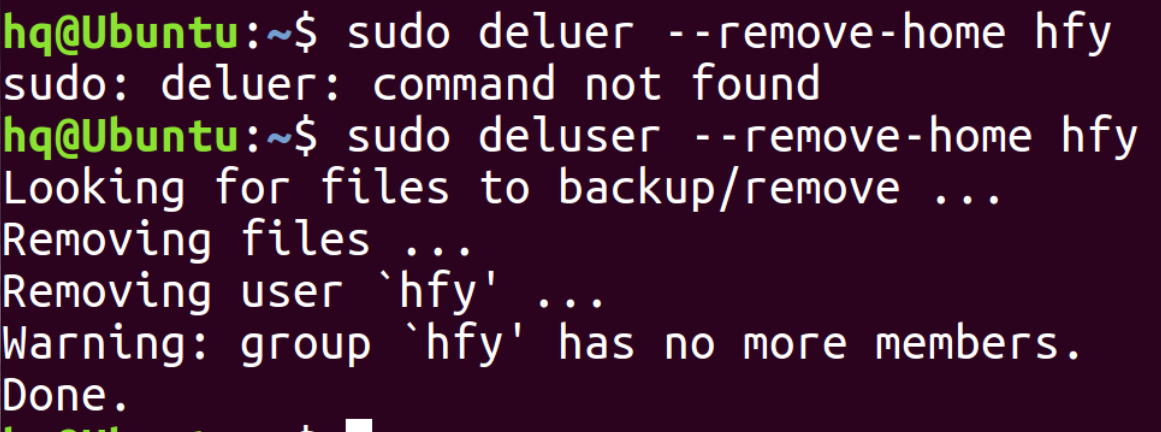 hq@Ubuntu:~$ sudo deluer --remove-home hfy
sudo: deluer: command not found
hq@Ubuntu:~$ sudo deluser --remove-home hfy
Looking for files to backup/remove ...
Removing files ...
Removing user `hfy' ...
Warning: group `hfy' has no more members.
Done.